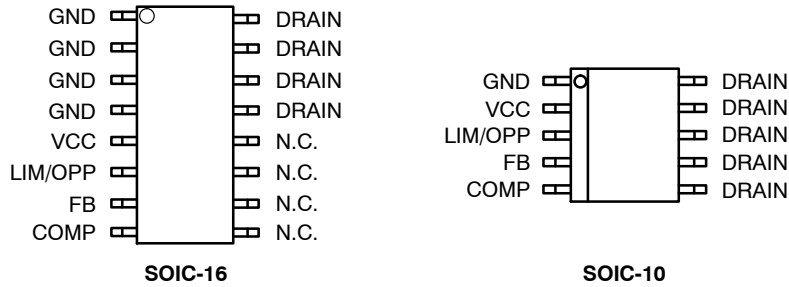 GND DRAIN
GND DRAIN
GND DRAIN
GND DRAIN
VCC N.C.
LIM/OPP N.C.
FB N.C.
COMP N.C.
SOIC-16
GND DRAIN
VCC DRAIN
LIM/OPP DRAIN
FB DRAIN
COMP DRAIN
SOIC-10